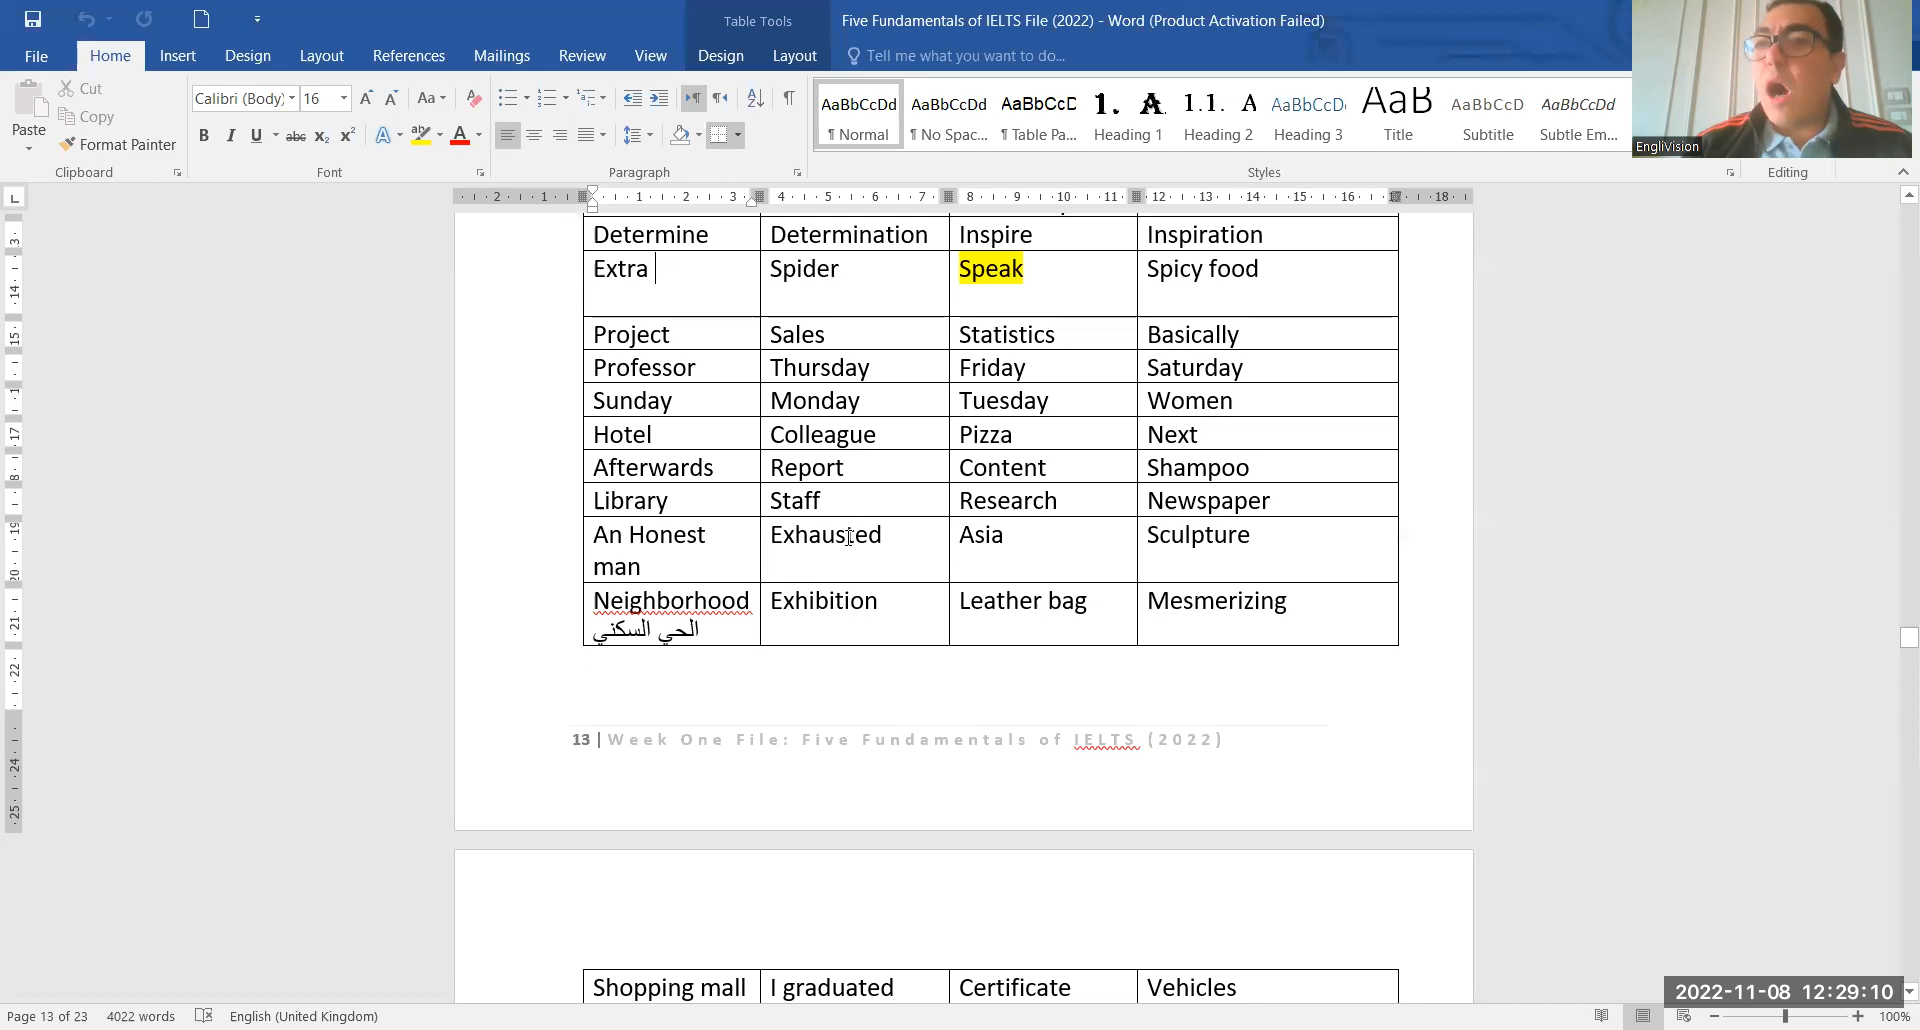 Table Tools
Five Fundamentals of IELTS File (2022) - Word (Product Activation Failed)
File Home Insert Design Layout References Mailings Review View Design Layout Tell me what you want to do...
Paste
Cut
Copy
Format Painter
Calibri (Body) 16
AaBbCcDd AaBbCcDd AaBbCcD 1. A 1.1. A AaBbCcD AaB AaBbCcD AaBbCcDd
¶ Normal ¶ No Spac... ¶ Table Pa... Heading 1 Heading 2 Heading 3 Title Subtitle Subtle Em...
Clipboard Font Paragraph Styles Editing
EngliVision
Determine Determination Inspire Inspiration
Extra Spider Speak Spicy food
Project Sales Statistics Basically
Professor Thursday Friday Saturday
Sunday Monday Tuesday Women
Hotel Colleague Pizza Next
Afterwards Report Content Shampoo
Library Staff Research Newspaper
An Honest man Exhausted Asia Sculpture
Neighborhood Exhibition Leather bag Mesmerizing
الحي السكني
13 | Week One File: Five Fundamentals of IELTS (2022)
Shopping mall I graduated Certificate Vehicles
2022-11-08 12:29:10
Page 13 of 23 4022 words English (United Kingdom) 100%